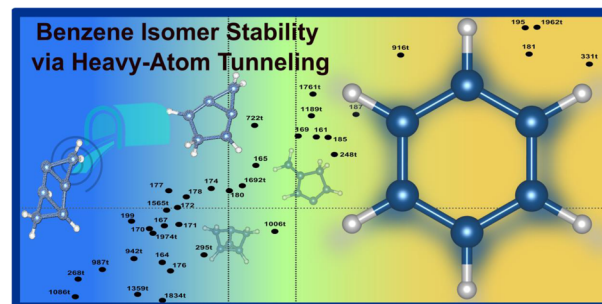 Benzene Isomer Stability
via Heavy-Atom Tunneling
195 1962t
916t
181
331t
1761t
187
1189t
722t
169 161 185
248t
165
1692t
174
177
178
180
1565t
172
199
167
171
170
1974t
1006t
295t
942t
164
987t
176
268t
1086t
1359t
1834t